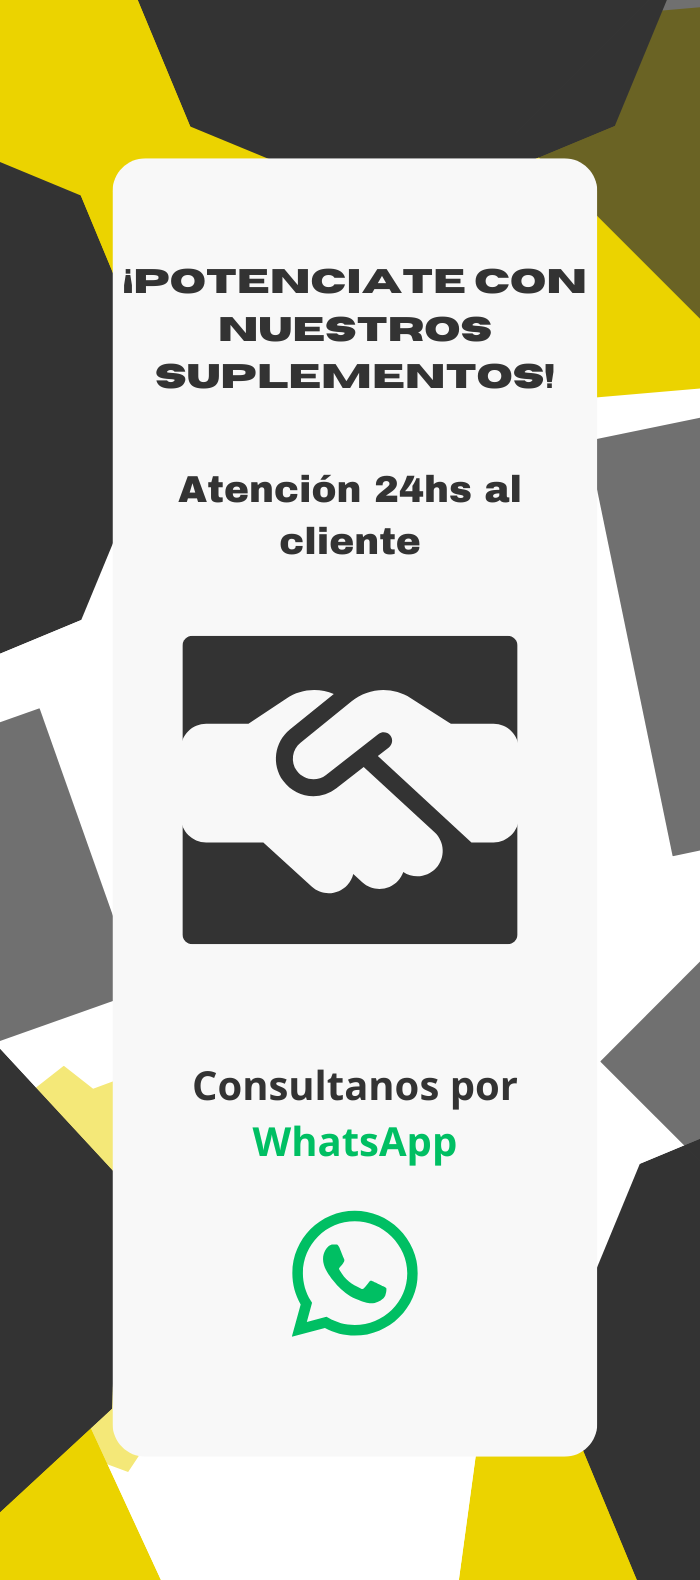 ¡POTENCIATE CON
NUESTROS
SUPLEMENTOS!
Atención 24hs al
cliente
Consultanos por
WhatsApp